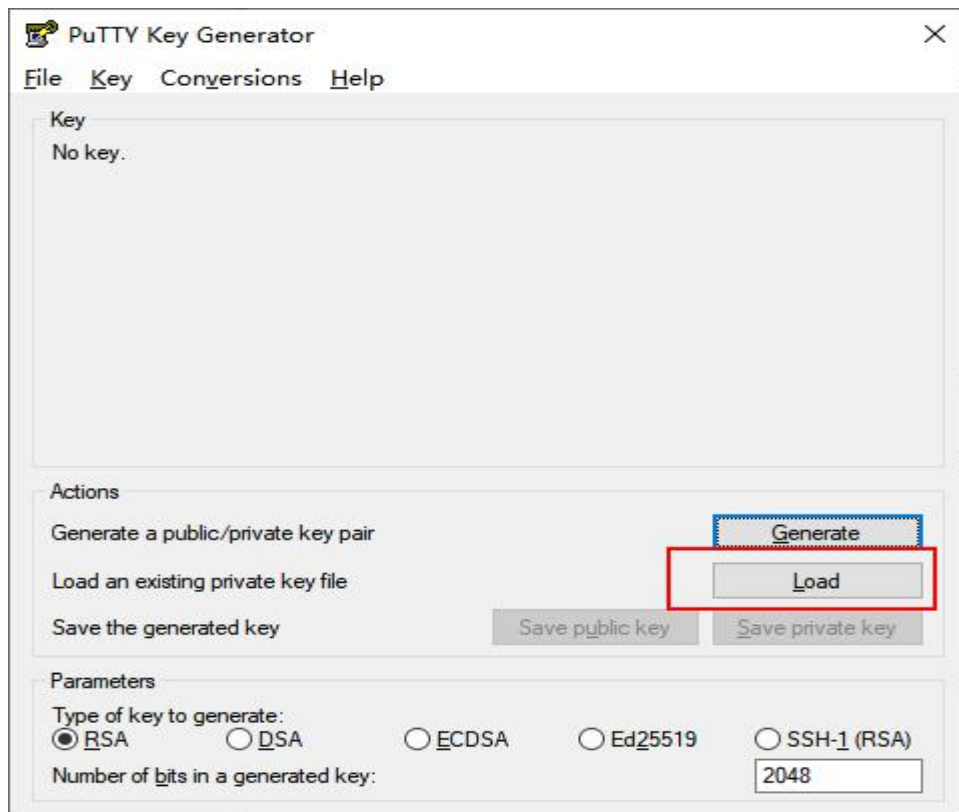 PuTTY Key Generator
File Key Conversions Help
Key
No key.
Actions
Generate a public/private key pair Generate
Load an existing private key file Load
Save the generated key Save public key Save private key
Parameters
Type of key to generate:
RSA DSA ECDSA Ed25519 SSH-1 (RSA)
Number of bits in a generated key: 2048